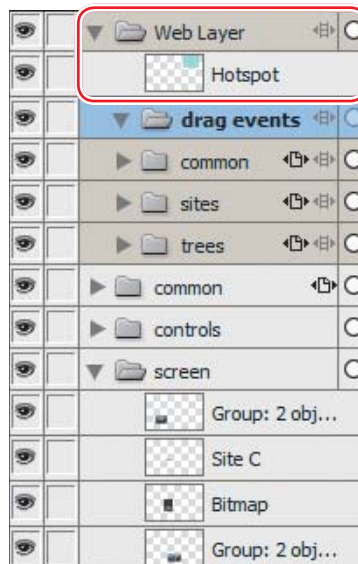 Web Layer
Hotspot
drag events
common
sites
trees
common
controls
screen
Group: 2 obj...
Site C
Bitmap
Group: 2 obj...